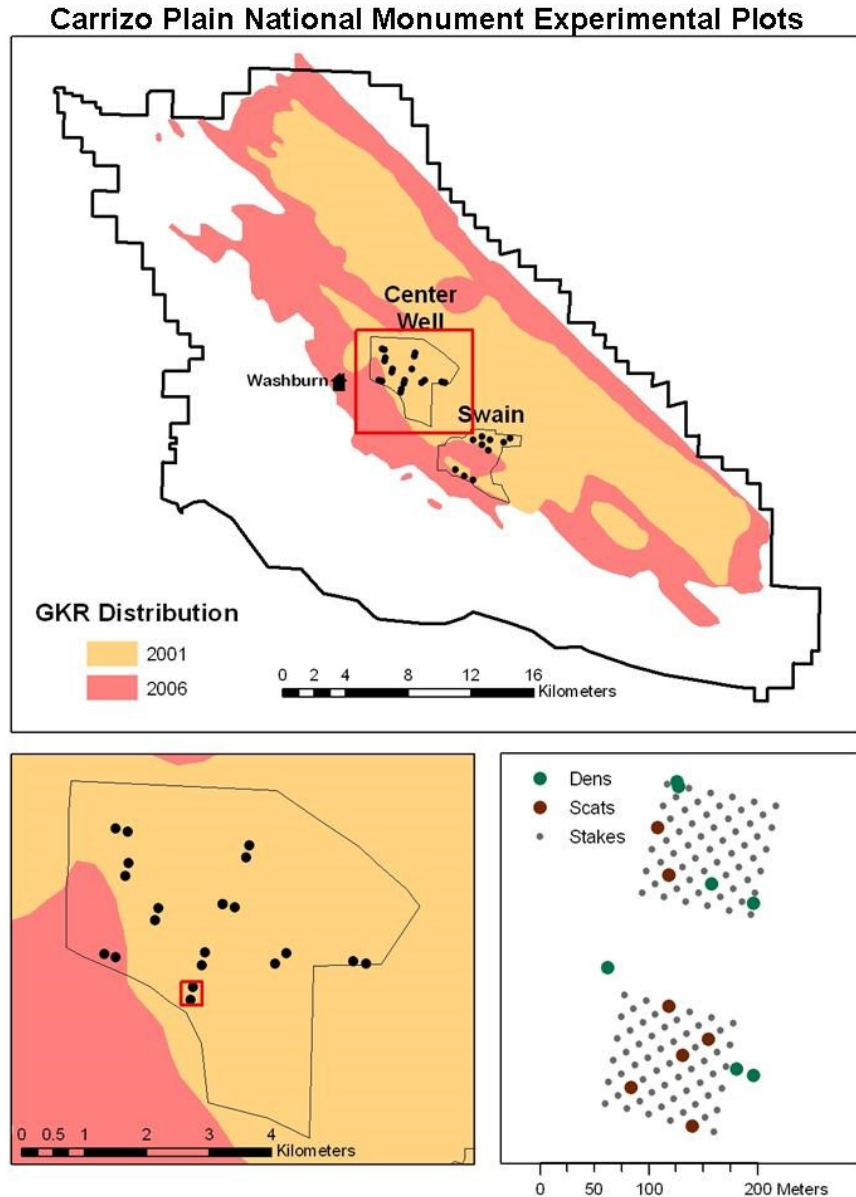 Carrizo Plain National Monument Experimental Plots
Center
Well
Washburn
Swain
GKR Distribution
2001
2006
0 2 4 8 12 16
Kilometers
Dens
Scats
Stakes
0 0.5 1 2 3 4
Kilometers
0 50 100 200 Meters